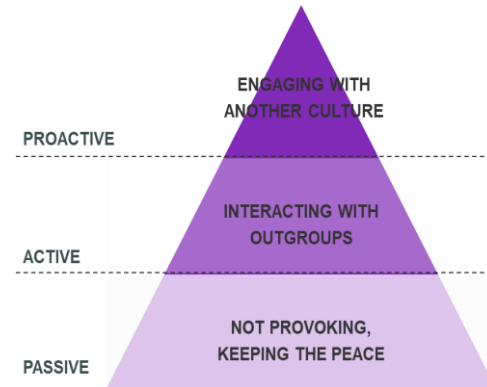 ENGAGING WITH
ANOTHER CULTURE
PROACTIVE
INTERACTING WITH
OUTGROUPS
ACTIVE
NOT PROVOKING,
KEEPING THE PEACE
PASSIVE